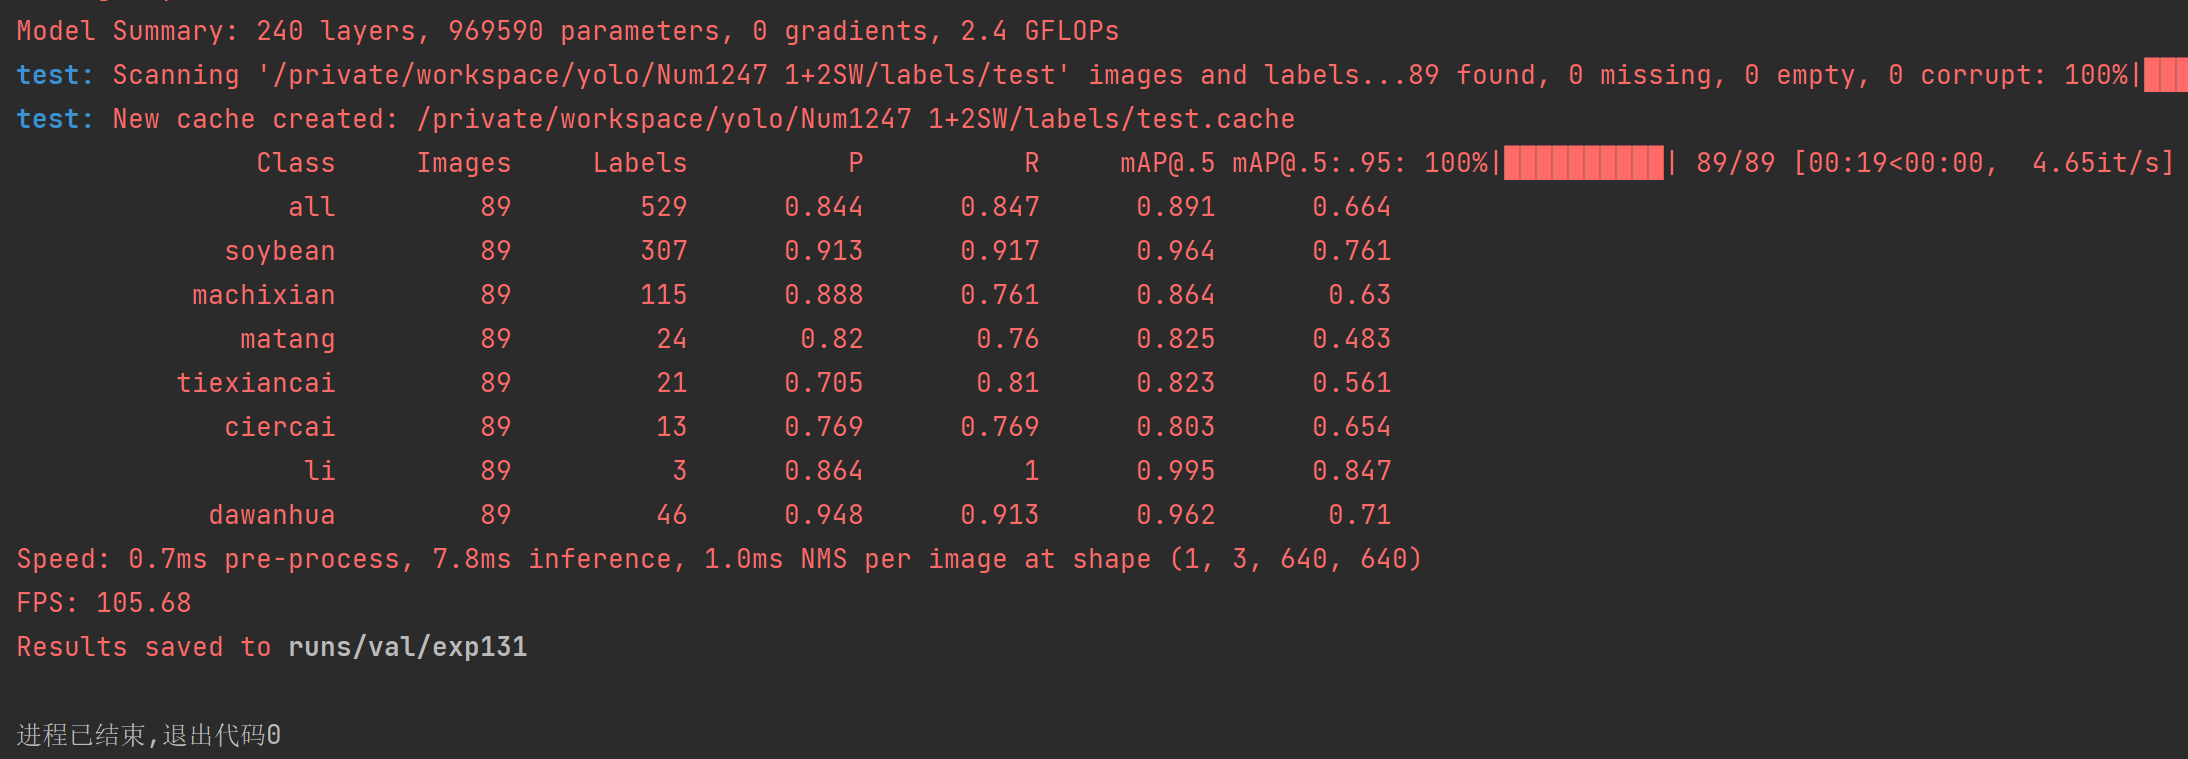 Model Summary: 240 layers, 969590 parameters, 0 gradients, 2.4 GFLOPs
test: Scanning '/private/workspace/yolo/Num1247 1+2SW/labels/test' images and labels...89 found, 0 missing, 0 empty, 0 corrupt: 100%|
test: New cache created: /private/workspace/yolo/Num1247 1+2SW/labels/test.cache
Class Images Labels P R mAP@.5 mAP@.5:.95: 100%|██████████| 89/89 [00:19<00:00, 4.65it/s]
all 89 529 0.844 0.847 0.891 0.664
soybean 89 307 0.913 0.917 0.964 0.761
machixian 89 115 0.888 0.761 0.864 0.63
matang 89 24 0.82 0.76 0.825 0.483
tiexiancai 89 21 0.705 0.81 0.823 0.561
ciercai 89 13 0.769 0.769 0.803 0.654
li 89 3 0.864 1 0.995 0.847
dawanhua 89 46 0.948 0.913 0.962 0.71
Speed: 0.7ms pre-process, 7.8ms inference, 1.0ms NMS per image at shape (1, 3, 640, 640)
FPS: 105.68
Results saved to runs/val/exp131
进程已结束,退出代码0